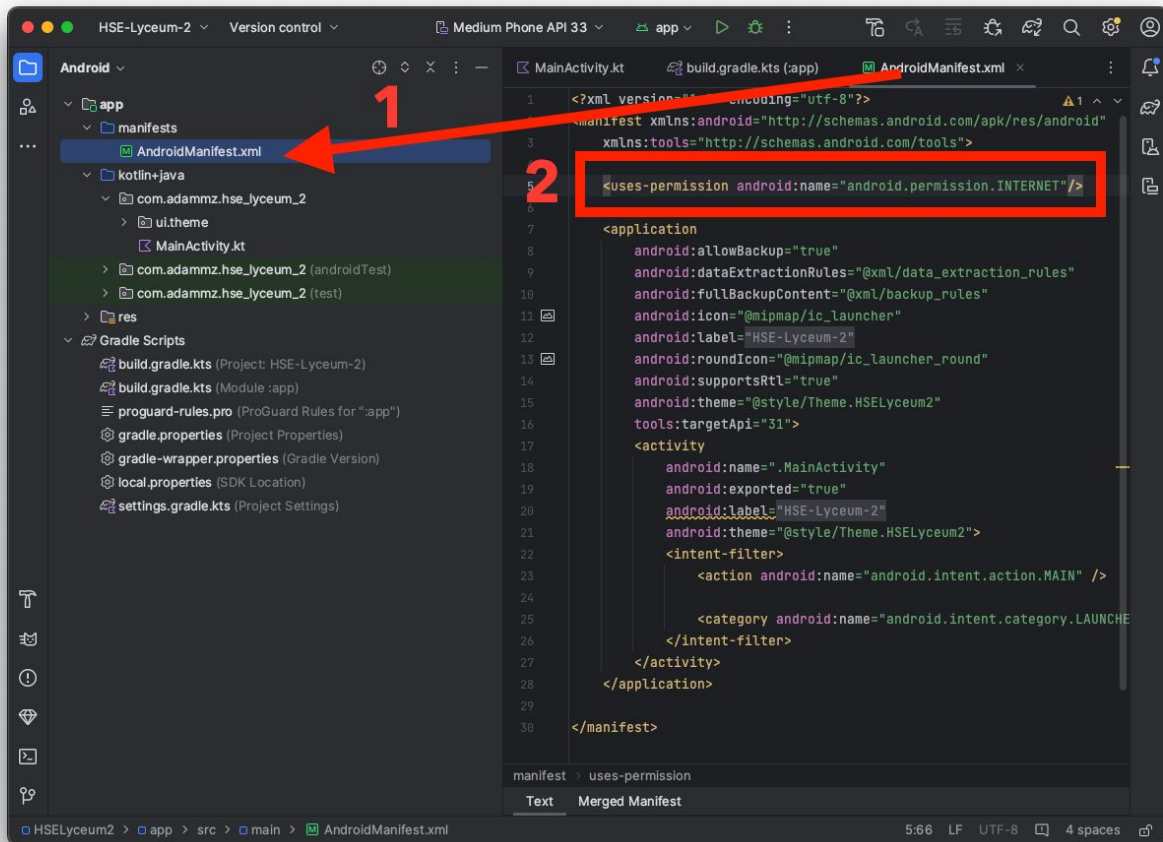 HSE-Lyceum-2 Version control Medium Phone API 33 app
Android
app
manifests
AndroidManifest.xml
kotlin+java
com.adammz.hse_lyceum_2
ui.theme
MainActivity.kt
com.adammz.hse_lyceum_2 (androidTest)
com.adammz.hse_lyceum_2 (test)
res
Gradle Scripts
build.gradle.kts (Project: HSE-Lyceum-2)
build.gradle.kts (Module :app)
proguard-rules.pro (ProGuard Rules for ":app")
gradle.properties (Project Properties)
gradle-wrapper.properties (Gradle Version)
local.properties (SDK Location)
settings.gradle.kts (Project Settings)
1
2
MainActivity.kt build.gradle.kts (:app) AndroidManifest.xml
1
1 <?xml version= encoding="utf-8"?>
manifest xmlns:android="http://schemas.android.com/apk/res/android"
3 xmlns:tools="http://schemas.android.com/tools">
5 <uses-permission android:name="android.permission.INTERNET"/>
6
7 <application
8 android:allowBackup="true"
9 android:dataExtractionRules="@xml/data_extraction_rules"
10 android:fullBackupContent="@xml/backup_rules"
11 android:icon="@mipmap/ic_launcher"
12 android:label="HSE-Lyceum-2"
13 android:roundIcon="@mipmap/ic_launcher_round"
14 android:supportsRtl="true"
15 android:theme="@style/Theme.HSELyceum2"
16 tools:targetApi="31">
17 <activity
18 android:name=".MainActivity"
19 android:exported="true"
20 android:label="HSE-Lyceum-2"
21 android:theme="@style/Theme.HSELyceum2">
22 <intent-filter>
23 <action android:name="android.intent.action.MAIN" />
24
25 <category android:name="android.intent.category.LAUNCHE
26 </intent-filter>
27 </activity>
28 </application>
29
30 </manifest>
manifest uses-permission
Text Merged Manifest
HSELyceum2 > app > src > main > AndroidManifest.xml 5:66 LF UTF-8 4 spaces